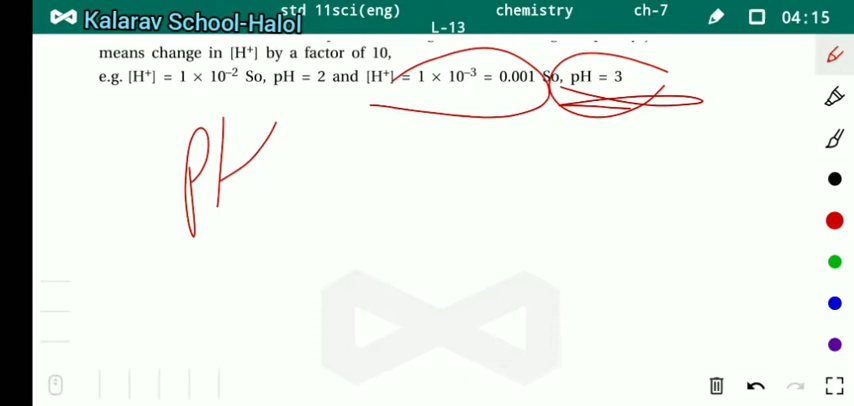 Kalarav School-Halol std 11sci(eng) chemistry ch-7 04:15
L-13
means change in [H⁺] by a factor of 10,
e.g. [H⁺] = 1 × 10⁻² So, pH = 2 and [H⁺] = 1 × 10⁻³ = 0.001 So, pH = 3